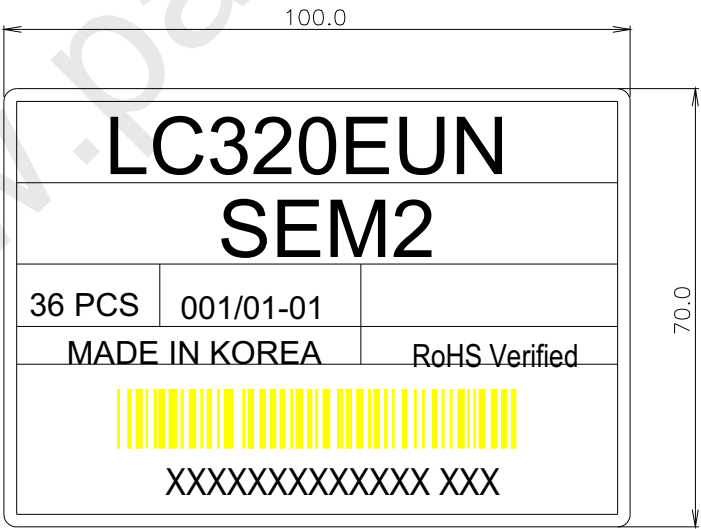 100.0
LC320EUN
SEM2
36 PCS 001/01-01
70.0
MADE IN KOREA RoHS Verified
XXXXXXXXXXXXX XXX